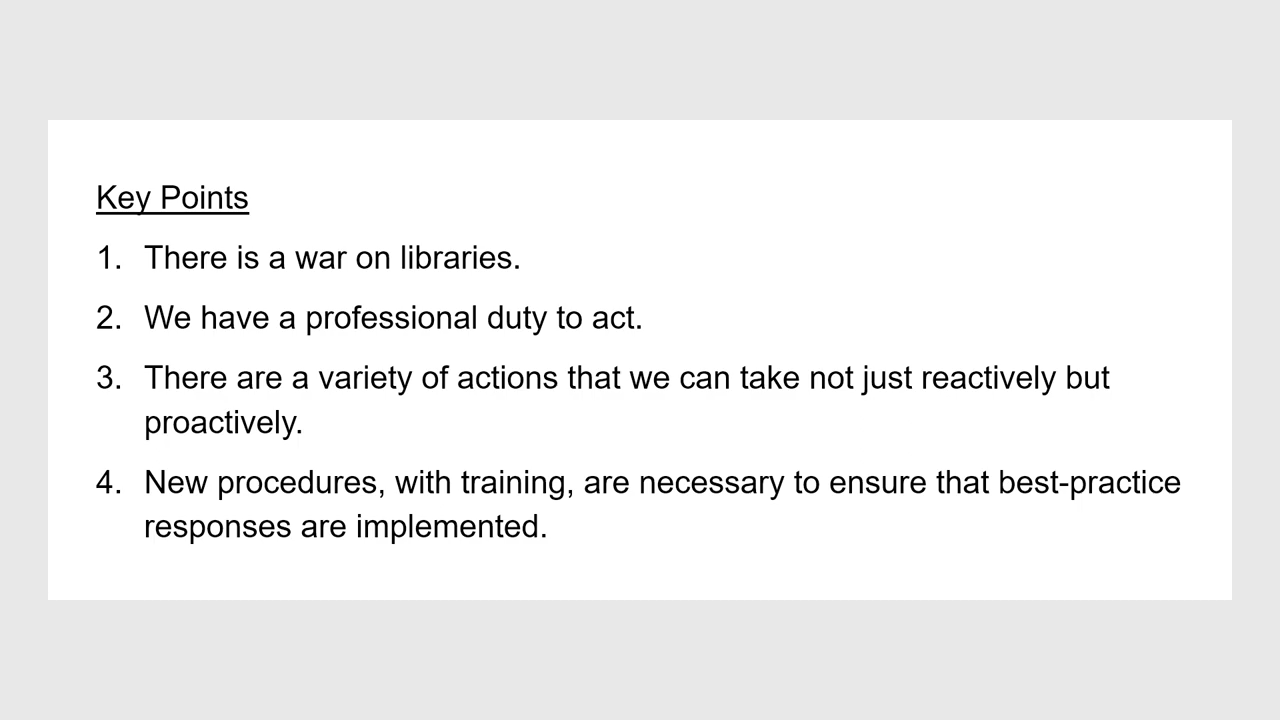 Key Points
1. There is a war on libraries.
2. We have a professional duty to act.
3. There are a variety of actions that we can take not just reactively but
proactively.
4. New procedures, with training, are necessary to ensure that best-practice
responses are implemented.